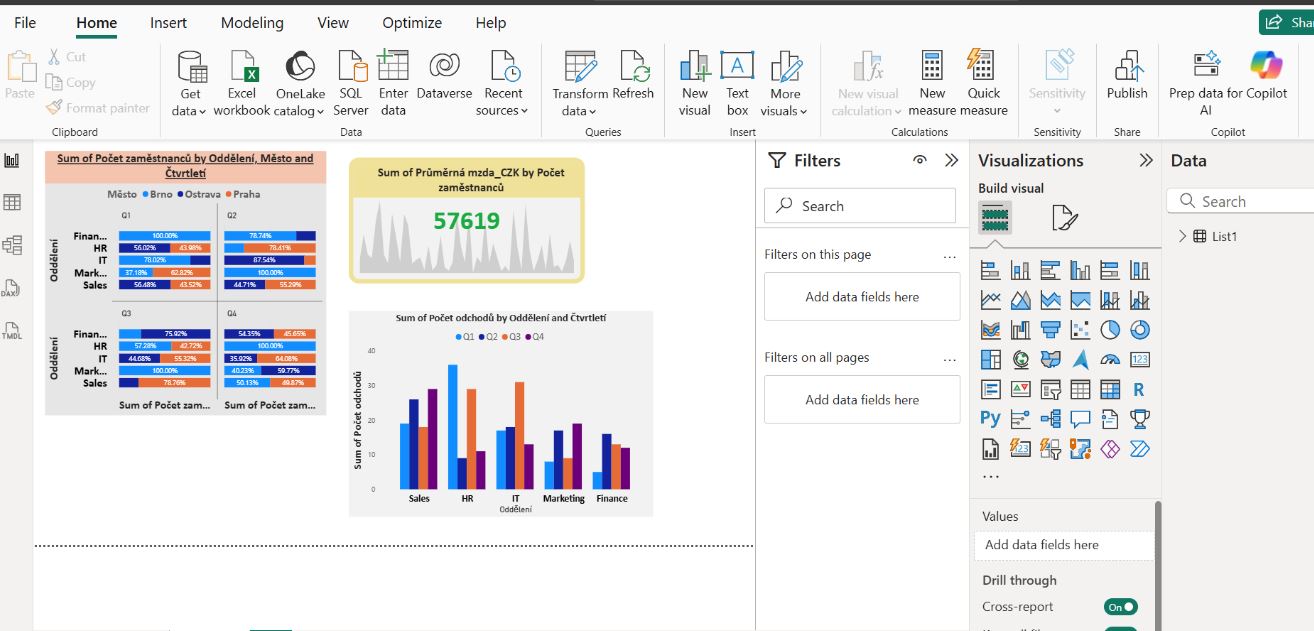 File Home Insert Modeling View Optimize Help
Paste
Cut
Copy
Format painter
Clipboard
Get data
Excel workbook
OneLake catalog
SQL Server
Enter data
Dataverse
Recent sources
Data
Transform data
Refresh
Queries
New visual
Text box
More visuals
Insert
New visual calculation
New measure
Quick measure
Calculations
Sensitivity
Sensitivity
Publish
Share
Prep data for AI
Copilot
Copilot
DAX
TMDL
Sum of Počet zaměstnanců by Oddělení, Město and
Čtvrtletí
Město Brno Ostrava Praha
Q1 Q2
Oddělení
Finan... 100.00% 78.74%
HR 56.02% 43.98% 78.41%
IT 78.02% 87.54%
Mark... 37.18% 62.82% 100.00%
Sales 56.48% 43.52% 44.71% 55.29%
Q3 Q4
Oddělení
Finan... 75.92% 54.35% 45.65%
HR 57.28% 42.72% 100.00%
IT 44.68% 55.32% 35.92% 64.08%
Mark... 100.00% 40.23% 59.77%
Sales 78.76% 50.13% 49.87%
Sum of Počet zam... Sum of Počet zam...
Sum of Průměrná mzda_CZK by Počet
zaměstnanců
57619
Sum of Počet odchodů by Oddělení and Čtvrtletí
Q1 Q2 Q3 Q4
Sum of Počet odchodů
40
30
20
10
0
Sales HR IT Marketing Finance
Oddělení
Filters
Search
Filters on this page ...
Add data fields here
Filters on all pages ...
Add data fields here
Visualizations
Build visual
123
R
Py
123
...
Values
Add data fields here
Drill through
Cross-report On
Data
Search
List1